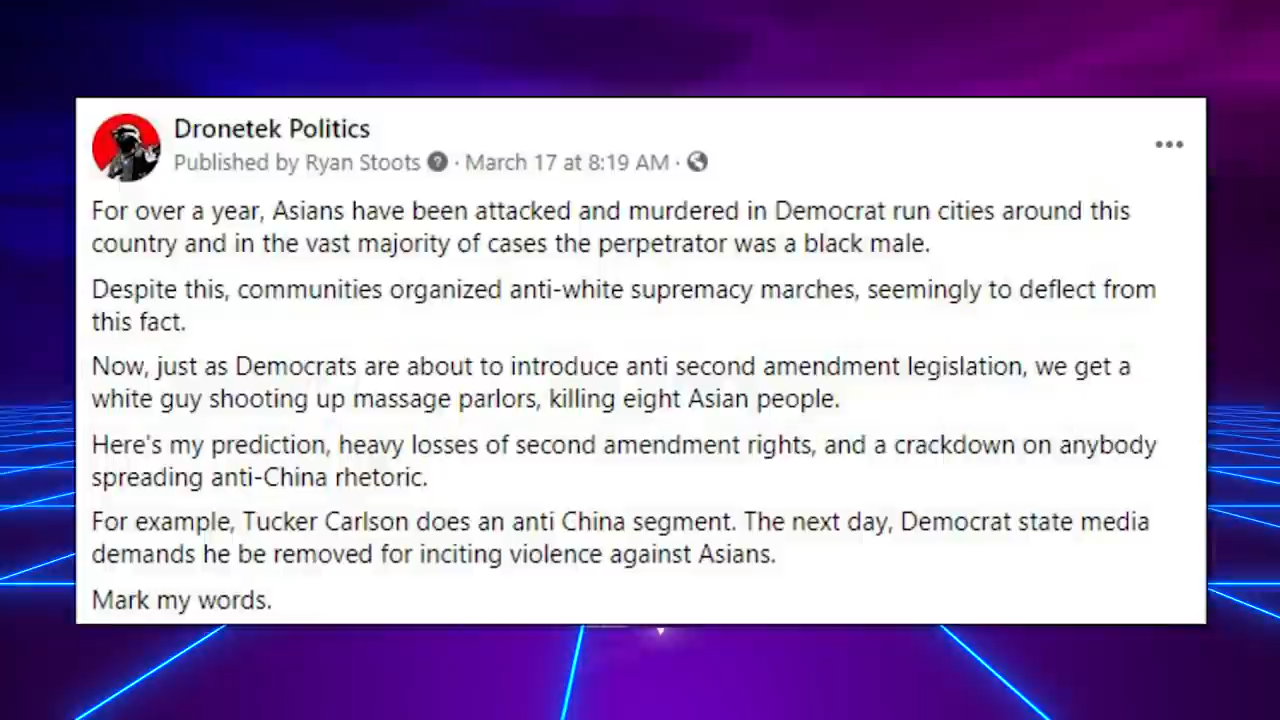 Dronetek Politics
Published by Ryan Stoots · March 17 at 8:19 AM ·
For over a year, Asians have been attacked and murdered in Democrat run cities around this
country and in the vast majority of cases the perpetrator was a black male.
Despite this, communities organized anti-white supremacy marches, seemingly to deflect from
this fact.
Now, just as Democrats are about to introduce anti second amendment legislation, we get a
white guy shooting up massage parlors, killing eight Asian people.
Here's my prediction, heavy losses of second amendment rights, and a crackdown on anybody
spreading anti-China rhetoric.
For example, Tucker Carlson does an anti China segment. The next day, Democrat state media
demands he be removed for inciting violence against Asians.
Mark my words.